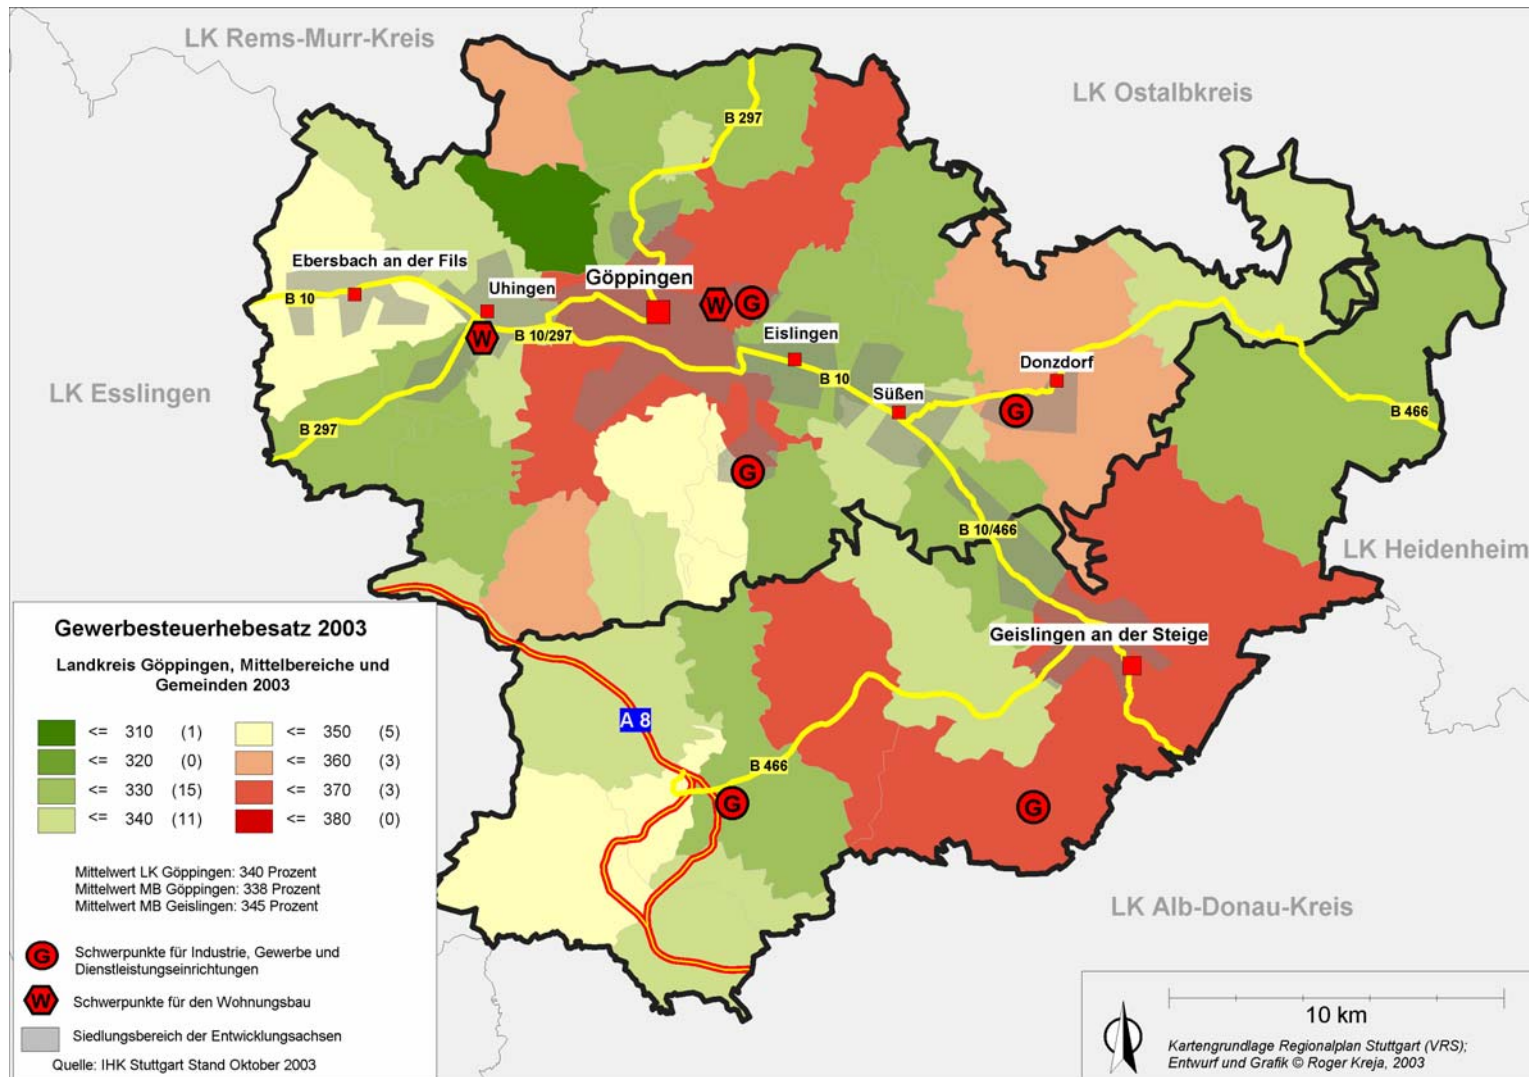 LK Rems-Murr-Kreis
LK Ostalbkreis
B 297
Ebersbach an der Fils
Göppingen
Uhingen
B 10
W
G
W
B 10/297
Eislingen
Donzdorf
B 10
LK Esslingen
Süßen
G
B 466
B 297
G
B 10/466
LK Heidenheim
Geislingen an der Steige
A 8
B 466
G
G
LK Alb-Donau-Kreis
Gewerbesteuerhebesatz 2003
Landkreis Göppingen, Mittelbereiche und
Gemeinden 2003
<= 310 (1) <= 350 (5)
<= 320 (0) <= 360 (3)
<= 330 (15) <= 370 (3)
<= 340 (11) <= 380 (0)
Mittelwert LK Göppingen: 340 Prozent
Mittelwert MB Göppingen: 338 Prozent
Mittelwert MB Geislingen: 345 Prozent
G Schwerpunkte für Industrie, Gewerbe und
Dienstleistungseinrichtungen
W Schwerpunkte für den Wohnungsbau
Siedlungsbereich der Entwicklungsachsen
Quelle: IHK Stuttgart Stand Oktober 2003
10 km
Kartengrundlage Regionalplan Stuttgart (VRS);
Entwurf und Grafik © Roger Kreja, 2003